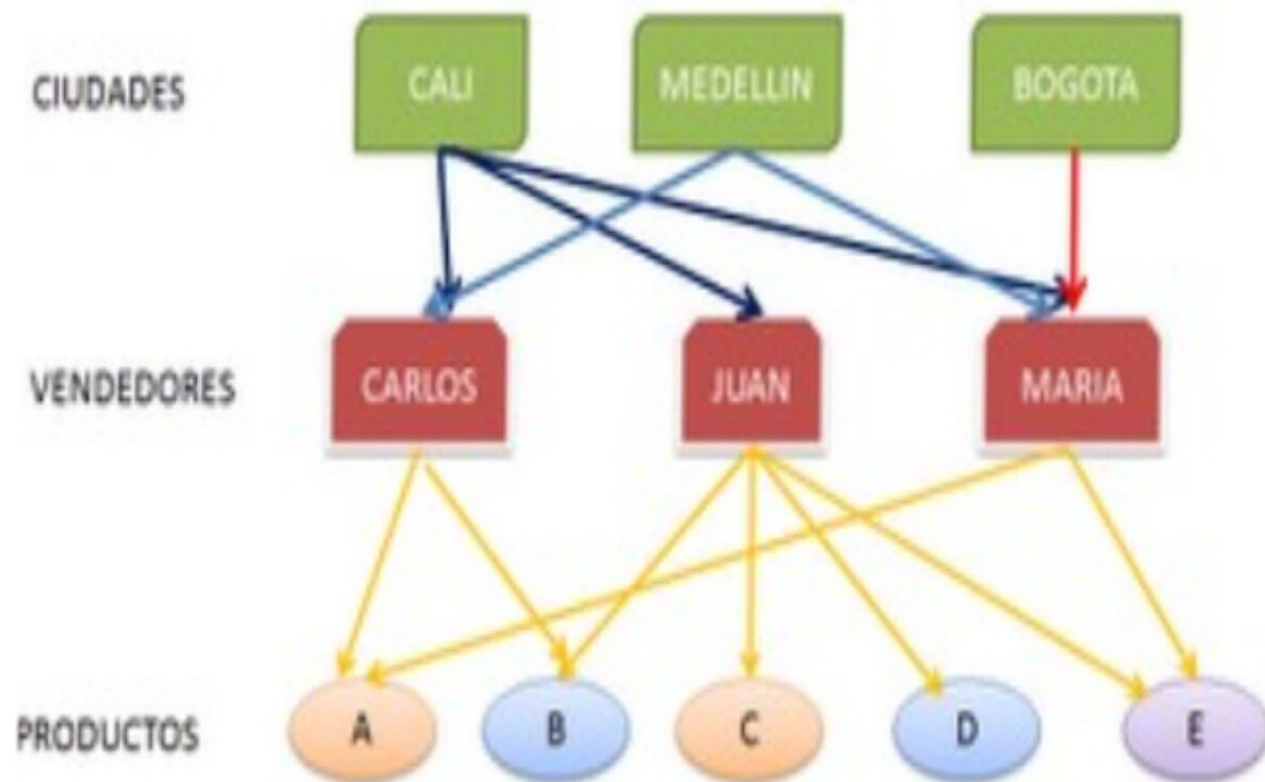 CIUDADES
CALI
MEDELLIN
BOGOTA
VENDEDORES
CARLOS
JUAN
MARIA
PRODUCTOS
A
B
C
D
E